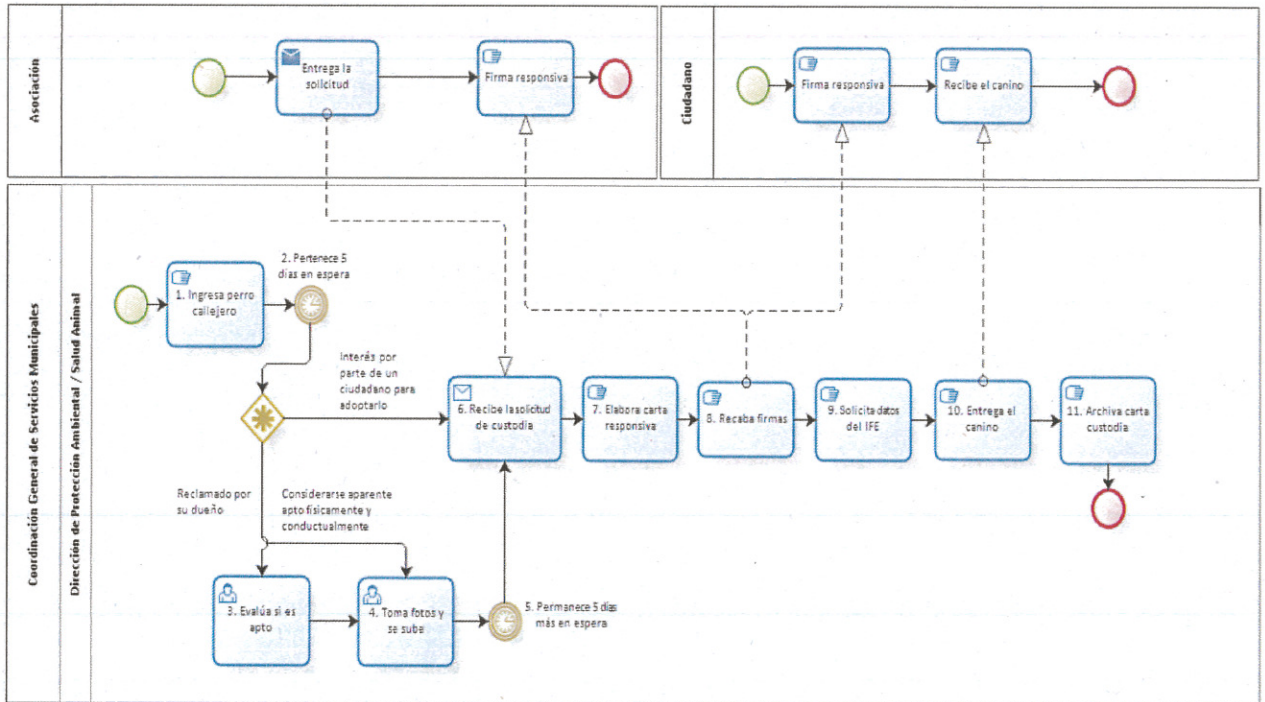 Asociación
Entrega la
solicitud
Firma responsiva
Ciudadano
Firma responsiva
Recibe el canino
Coordinación General de Servicios Municipales
Dirección de Protección Ambiental / Salud Animal
1. Ingresa perro
callejero
2. Pertenece 5
días en espera
Interés por
parte de un
ciudadano para
adoptarlo
6. Recibe la solicitud
de custodia
7. Elabora carta
responsiva
8. Recaba firmas
9. Solicita datos
del IFE
10. Entrega el
canino
11. Archiva carta
custodia
Reclamado por
su dueño
Considerarse aparente
apto físicamente y
conductualmente
3. Evalúa si es
apto
4. Toma fotos y
se sube
5. Permanece 5 días
más en espera